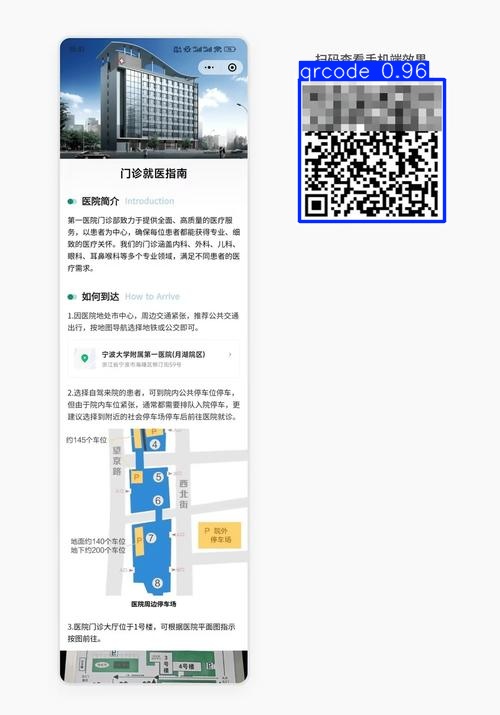 扫码查看手机端效果
qrcode 0.96
门诊就医指南
医院简介 Introduction
第一医院门诊部致力于提供全面、高质量的医疗服
务，以患者为中心，确保每位患者都能获得专业、细
致的医疗关怀。我们的门诊涵盖内科、外科、儿科、
眼科、耳鼻喉科等多个专业领域，满足不同患者的医
疗需求。
如何到达 How to Arrive
1.因医院地处市中心，周边交通紧张，推荐公共交通
出行，按地图导航选择地铁或公交即可。
宁波大学附属第一医院(月湖院区)
浙江省宁波市海曙区柳汀街59号
2.选择自驾来院的患者，可到院内公共停车位停车，
但由于院内车位紧张，通常都需要排队入院停车，更
建议选择到附近的社会停车场停车后前往医院就诊。
约145个车位
P
4
望京路
P
5
西北街
6
P
7
P 院外
停车场
地面约140个车位
地下约200个车位
8
医院周边停车场
3.医院门诊大厅位于1号楼，可根据医院平面图指示
按图前往。
P
3号楼
4号楼